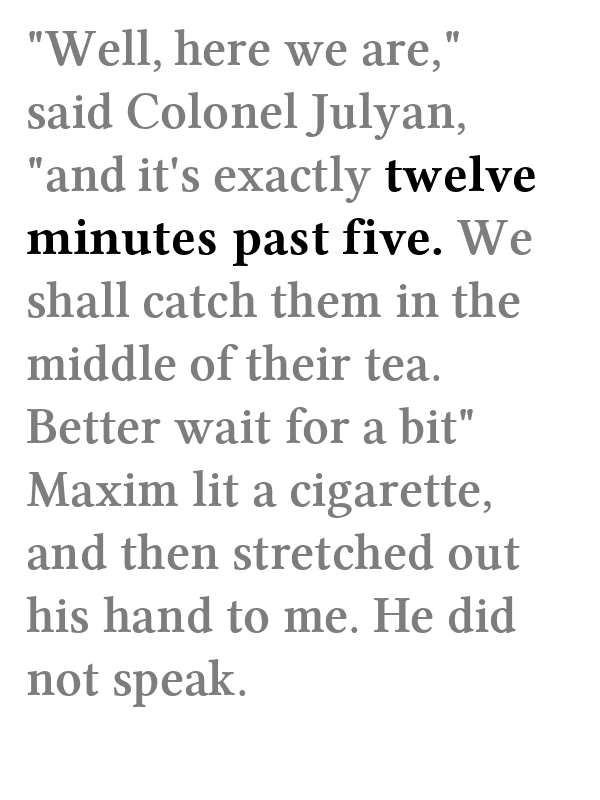 "Well, here we are,"
said Colonel Julyan,
"and it's exactly twelve
minutes past five. We
shall catch them in the
middle of their tea.
Better wait for a bit"
Maxim lit a cigarette,
and then stretched out
his hand to me. He did
not speak.